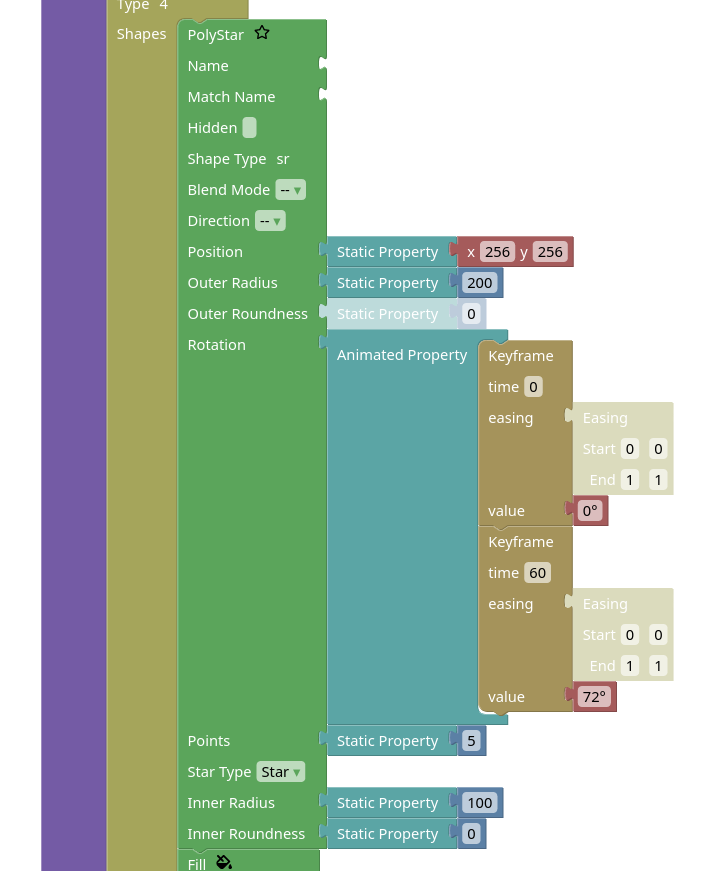 Type 4
Shapes PolyStar
Name
Match Name
Hidden
Shape Type sr
Blend Mode --
Direction --
Position Static Property x 256 y 256
Outer Radius Static Property 200
Outer Roundness Static Property 0
Rotation Animated Property Keyframe
time 0
easing Easing
Start 0 0
End 1 1
value 0°
Keyframe
time 60
easing Easing
Start 0 0
End 1 1
value 72°
Points Static Property 5
Star Type Star
Inner Radius Static Property 100
Inner Roundness Static Property 0
Fill